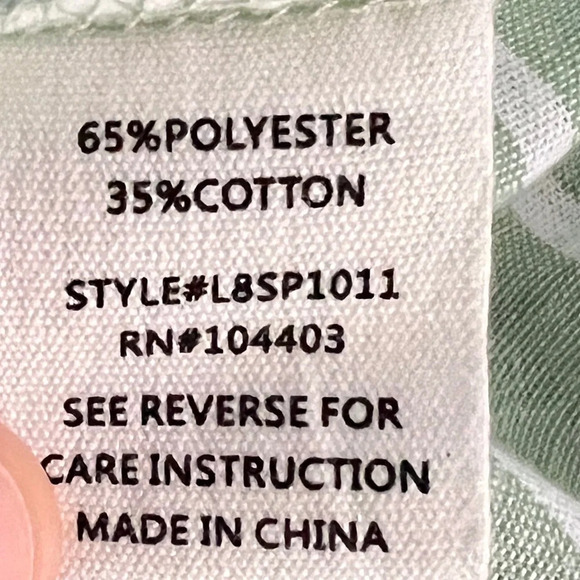 65%POLYESTER
35%COTTON
STYLE#L8SP1011
RN#104403
SEE REVERSE FOR
CARE INSTRUCTION
MADE IN CHINA